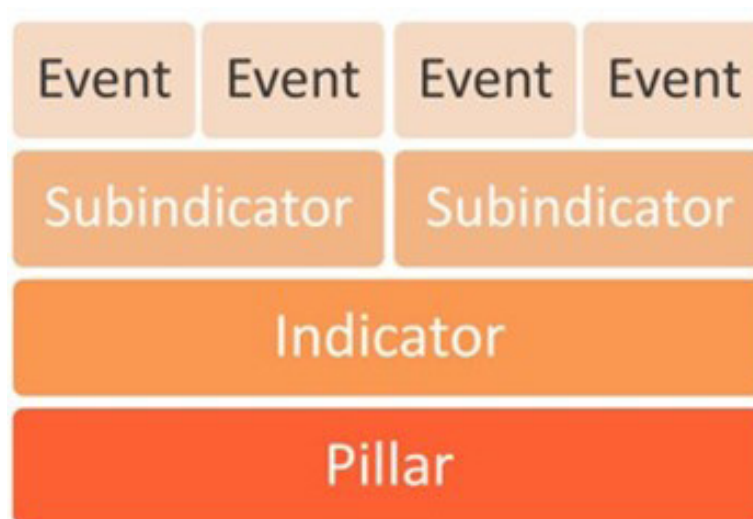 Event Event Event Event
Subindicator Subindicator
Indicator
Pillar